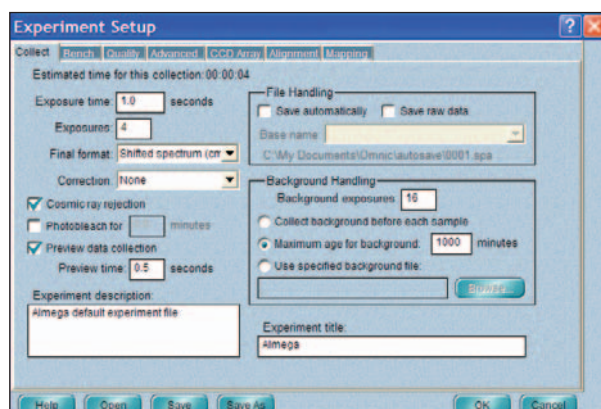 Experiment Setup
Collect Bench Quality Advanced CCD Array Alignment Mapping
Estimated time for this collection: 00:00:04
Exposure time: 1.0 seconds
Exposures: 4
Final format: Shifted spectrum (cm
Correction: None
Cosmic ray rejection
Photobleach for minutes
Preview data collection
Preview time: 0.5 seconds
Experiment description:
Almega default experiment file
File Handling
Save automatically Save raw data
Base name:
C:\My Documents\Omnic\autosave\0001.spa
Background Handling
Background exposures: 16
Collect background before each sample
Maximum age for background: 1000 minutes
Use specified background file:
Browse...
Experiment title:
Almega
Help Open Save Save As OK Cancel